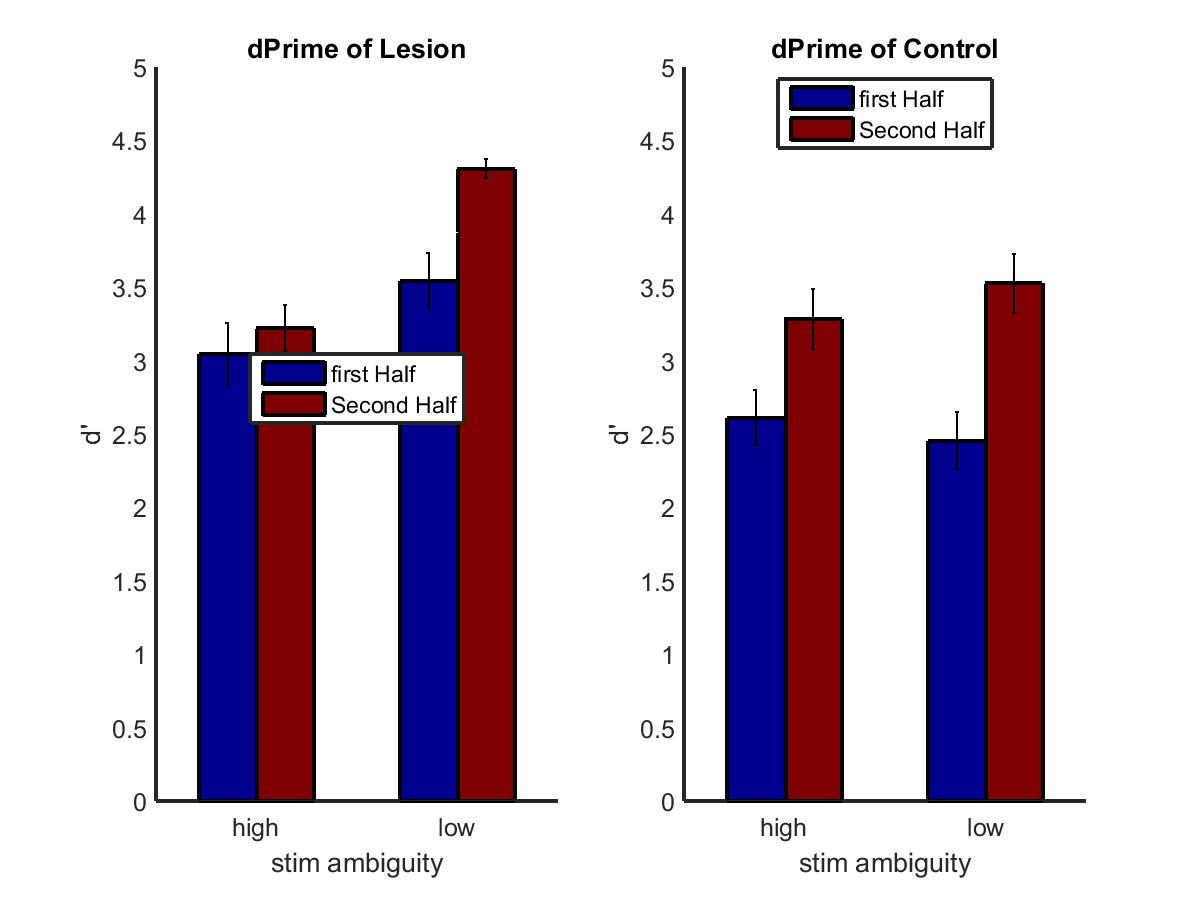 dPrime of Lesion
5
4.5
4
3.5
3
2.5
2
1.5
1
0.5
0
d'
first Half
Second Half
high
low
stim ambiguity
dPrime of Control
5
4.5
4
3.5
3
2.5
2
1.5
1
0.5
0
d'
first Half
Second Half
high
low
stim ambiguity